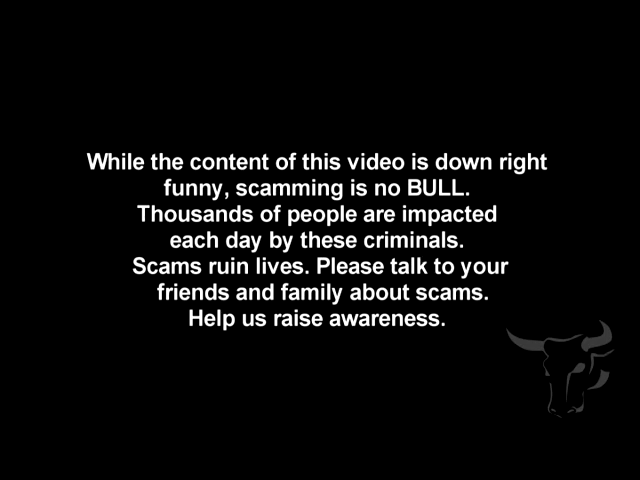 While the content of this video is down right
funny, scamming is no BULL.
Thousands of people are impacted
each day by these criminals.
Scams ruin lives. Please talk to your
friends and family about scams.
Help us raise awareness.